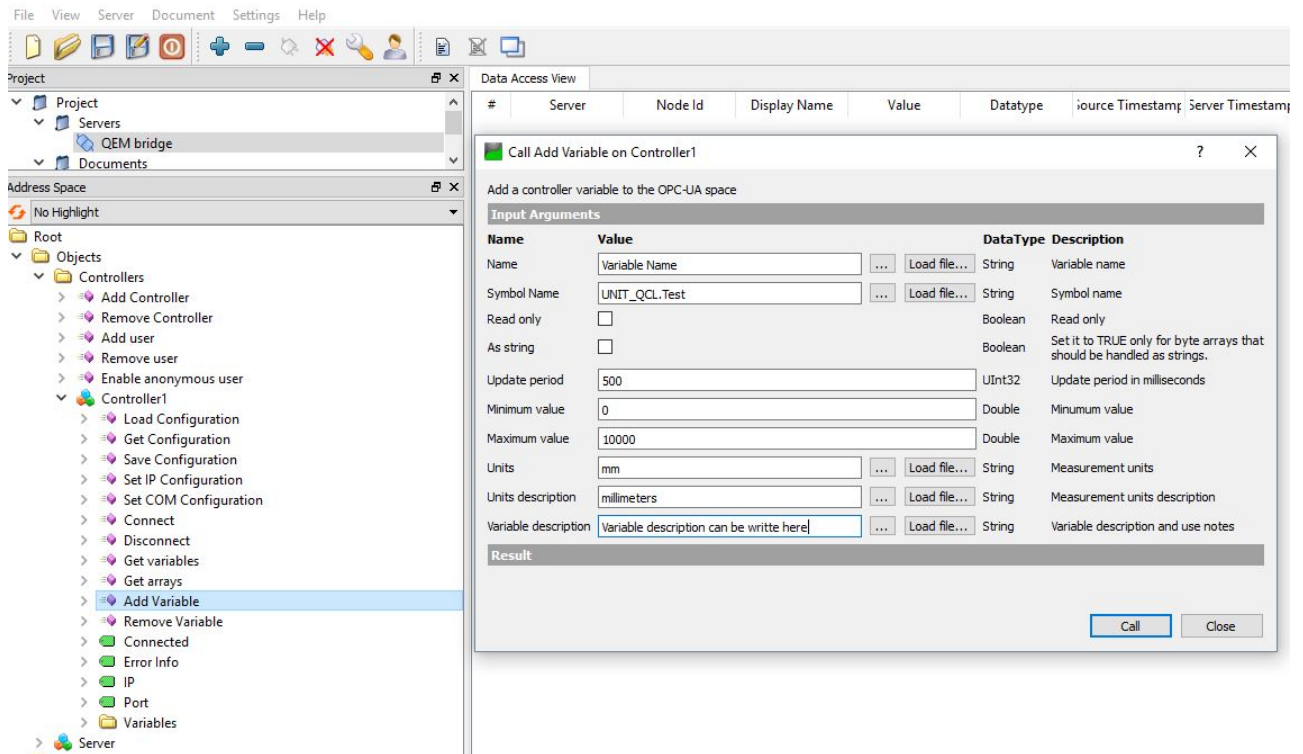 File View Server Document Settings Help
Project
Project
Servers
QEM bridge
Documents
Address Space
No Highlight
Root
Objects
Controllers
Add Controller
Remove Controller
Add user
Remove user
Enable anonymous user
Controller1
Load Configuration
Get Configuration
Save Configuration
Set IP Configuration
Set COM Configuration
Connect
Disconnect
Get variables
Get arrays
Add Variable
Remove Variable
Connected
Error Info
IP
Port
Variables
Server
Data Access View
# Server Node Id Display Name Value Datatype Source Timestamp Server Timestamp
Call Add Variable on Controller1 ? X
Add a controller variable to the OPC-UA space
Input Arguments
Name Value DataType Description
Name Variable Name ... Load file... String Variable name
Symbol Name UNIT_QCL.Test ... Load file... String Symbol name
Read only Boolean Read only
As string Boolean Set it to TRUE only for byte arrays that
should be handled as strings.
Update period 500 UInt32 Update period in milliseconds
Minimum value 0 Double Minumum value
Maximum value 10000 Double Maximum value
Units mm ... Load file... String Measurement units
Units description millimeters ... Load file... String Measurement units description
Variable description Variable description can be writte here ... Load file... String Variable description and use notes
Result
Call Close